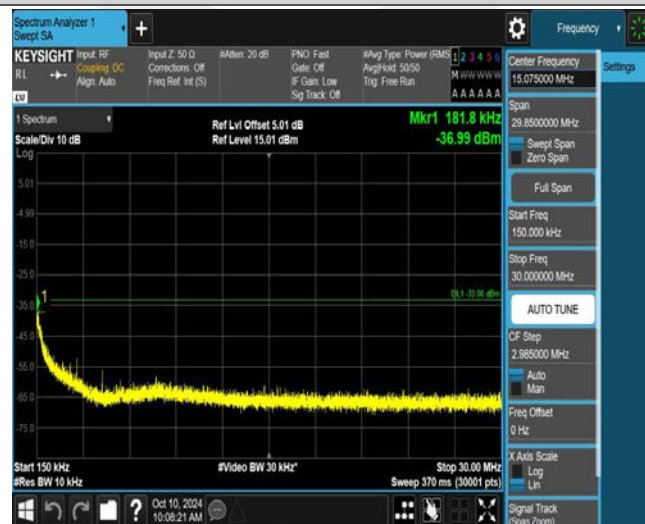 Spectrum Analyzer 1
Swept SA
Frequency
KEYSIGHT
RL
LXI
Input: RF
Coupling: DC
Align: Auto
Input Z: 50 Ω
Corrections: Off
Freq Ref: Int (S)
#Atten: 20 dB
PNO: Fast
Gate: Off
IF Gain: Low
Sig Track: Off
#Avg Type: Power (RMS
Avg|Hold: 50/50
Trig: Free Run
1 2 3 4 5 6
M W W W W W
A A A A A A
1 Spectrum
Scale/Div 10 dB
Log
Ref Lvl Offset 5.01 dB
Ref Level 15.01 dBm
Mkr1 181.8 kHz
-36.99 dBm
5.01
-4.99
-15.0
-25.0
-35.0
-45.0
-55.0
-65.0
-75.0
1
DL1 -33.00 dBm
Start 150 kHz
#Res BW 10 kHz
#Video BW 30 kHz*
Stop 30.00 MHz
Sweep 370 ms (30001 pts)
Oct 10, 2024
10:08:21 AM
Center Frequency
15.075000 MHz
Settings
Span
29.8500000 MHz
Swept Span
Zero Span
Full Span
Start Freq
150.000 kHz
Stop Freq
30.000000 MHz
AUTO TUNE
CF Step
2.985000 MHz
Auto
Man
Freq Offset
0 Hz
X Axis Scale
Log
Lin
Signal Track
(Span Zoom)